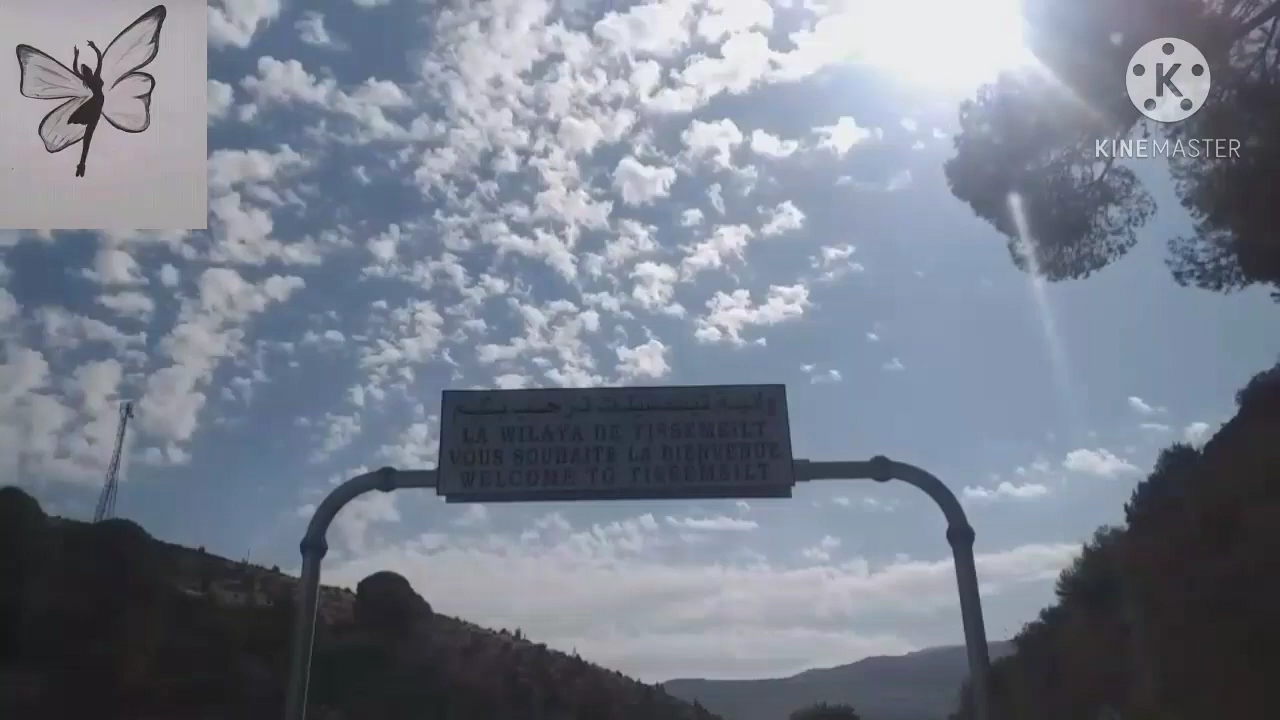 ولاية تيسمسيلت ترحب بكم
LA WILAYA DE TISSEMSILT
VOUS SOUHAITE LA BIENVENUE
WELCOME TO TISSEMSILT
K
KINEMASTER